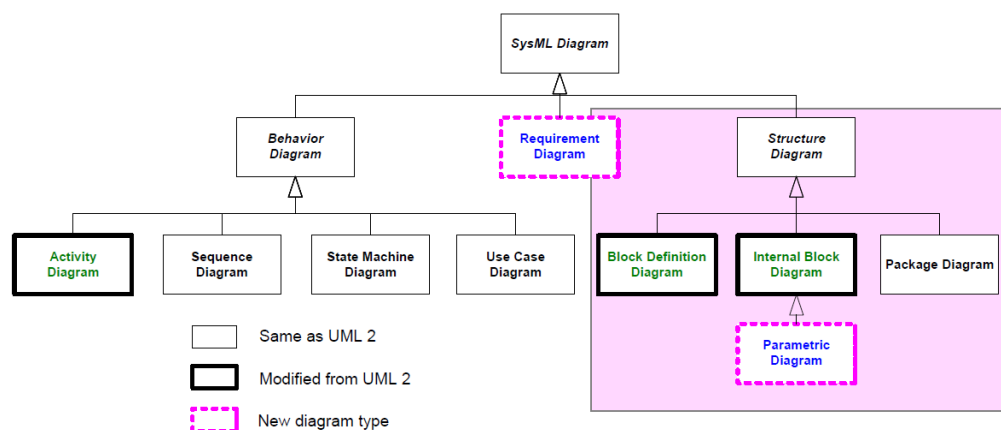 SysML Diagram
Behavior
Diagram
Requirement
Diagram
Structure
Diagram
Activity
Diagram
Sequence
Diagram
State Machine
Diagram
Use Case
Diagram
Block Definition
Diagram
Internal Block
Diagram
Package Diagram
Parametric
Diagram
Same as UML 2
Modified from UML 2
New diagram type